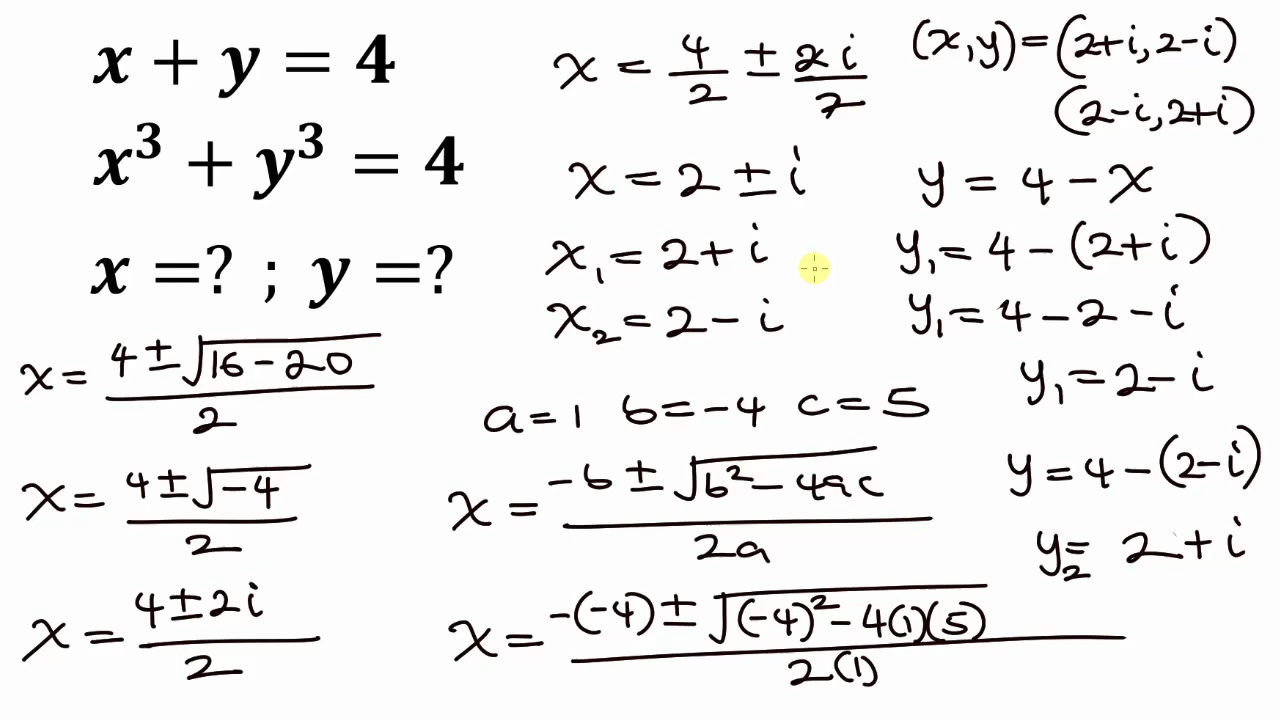 x + y = 4
x³ + y³ = 4
x =? ; y =?
x = (4 ± √(16 − 20))/2
x = (4 ± √−4)/2
x = (4 ± 2i)/2
x = 4/2 ± 2i/2
x = 2 ± i
x₁ = 2 + i
x₂ = 2 − i
a = 1 b = −4 c = 5
x = (−b ± √(b² − 4ac))/2a
x = (−(−4) ± √((−4)² − 4(1)(5)))/2(1)
(x,y) = (2+i, 2−i)
(2−i, 2+i)
y = 4 − x
y₁ = 4 − (2+i)
y₁ = 4 − 2 − i
y₁ = 2 − i
y = 4 − (2−i)
y₂ = 2 + i